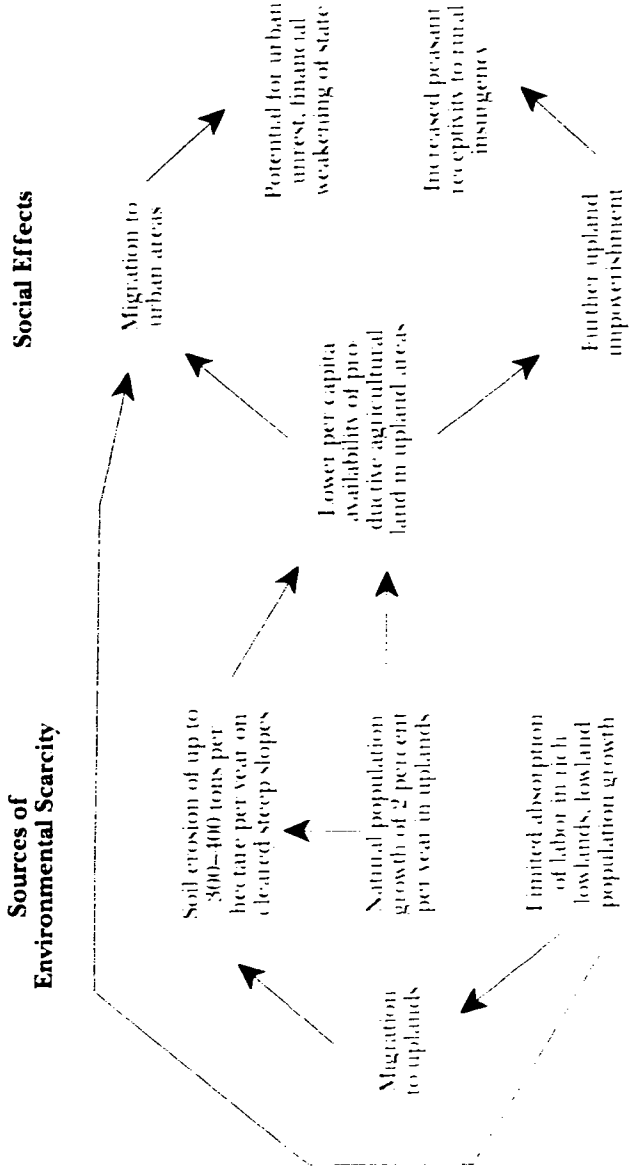 Sources of
Environmental Scarcity
Social Effects
Soil erosion of up to
300–400 tons per
hectare per year on
cleared steep slopes
Migration to
urban areas
Potential for urban
unrest, financial
weakening of state
Migration
to uplands
Natural population
growth of 2 percent
per year in uplands
Lower per capita
availability of pro-
ductive agricultural
land in upland areas
Increased peasant
receptivity to rural
insurgency
Limited absorption
of labor in rich
lowlands, lowland
population growth
Further upland
impoverishment